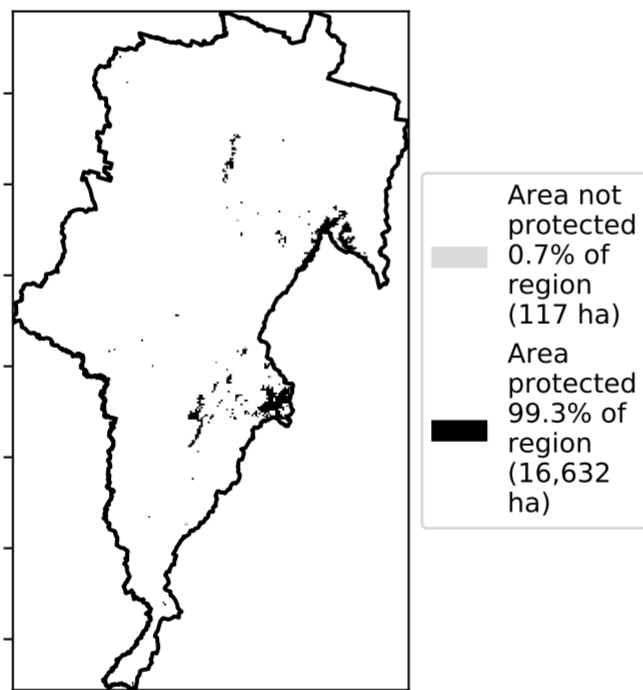 Area not
protected
0.7% of
region
(117 ha)
Area
protected
99.3% of
region
(16,632
ha)